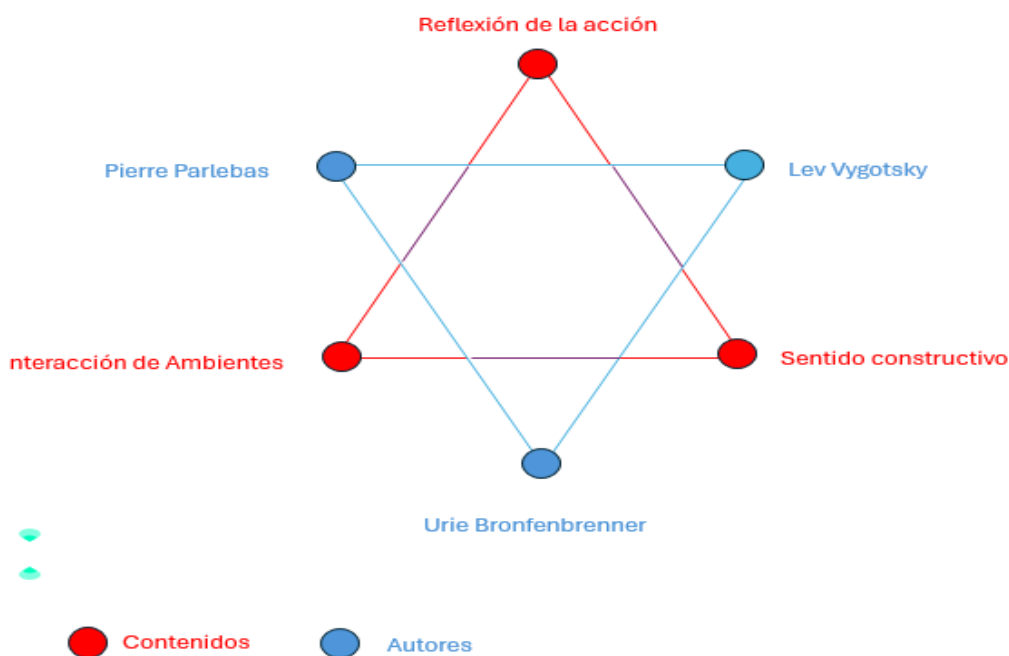 Reflexión de la acción
Pierre Parlebas
Lev Vygotsky
nteracción de Ambientes
Sentido constructivo
Urie Bronfenbrenner
Contenidos
Autores